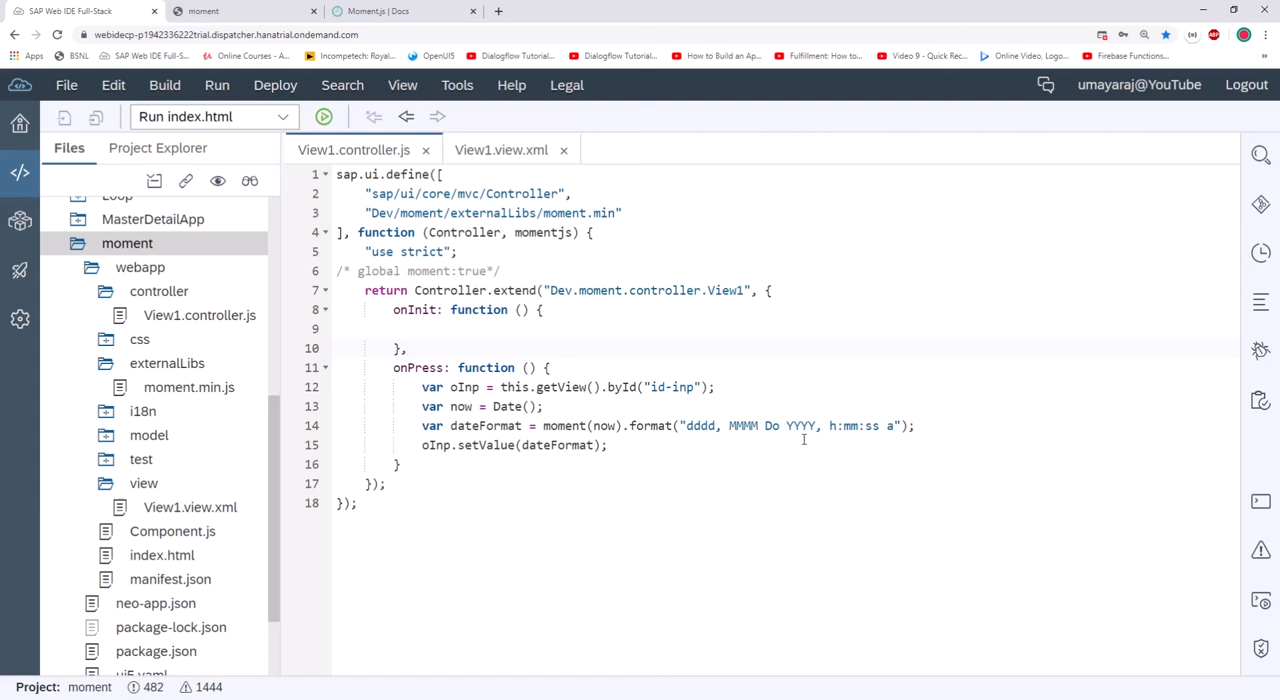 SAP Web IDE Full-Stack
moment
Moment.js | Docs
webidecp-p1942336222trial.dispatcher.hanatrial.ondemand.com
Apps
BSNL
SAP Web IDE Full-S...
Online Courses - A...
Incompetech: Royal...
OpenUI5
Dialogflow Tutorial...
Dialogflow Tutorial...
How to Build an Ap...
Fulfillment: How to...
Video 9 - Quick Rec...
Online Video, Logo...
Firebase Functions...
File Edit Build Run Deploy Search View Tools Help Legal
umayaraj@YouTube
Logout
Run index.html
Files
Project Explorer
View1.controller.js
View1.view.xml
Loop
MasterDetailApp
moment
webapp
controller
View1.controller.js
css
externalLibs
moment.min.js
i18n
model
test
view
View1.view.xml
Component.js
index.html
manifest.json
neo-app.json
package-lock.json
package.json
ui5.yaml
1 sap.ui.define([
2 "sap/ui/core/mvc/Controller",
3 "Dev/moment/externalLibs/moment.min"
4 ], function (Controller, momentjs) {
5 "use strict";
6 /* global moment:true*/
7 return Controller.extend("Dev.moment.controller.View1", {
8 onInit: function () {
9
10 },
11 onPress: function () {
12 var oInp = this.getView().byId("id-inp");
13 var now = Date();
14 var dateFormat = moment(now).format("dddd, MMMM Do YYYY, h:mm:ss a");
15 oInp.setValue(dateFormat);
16 }
17 });
18 });
Project: moment 482 1444